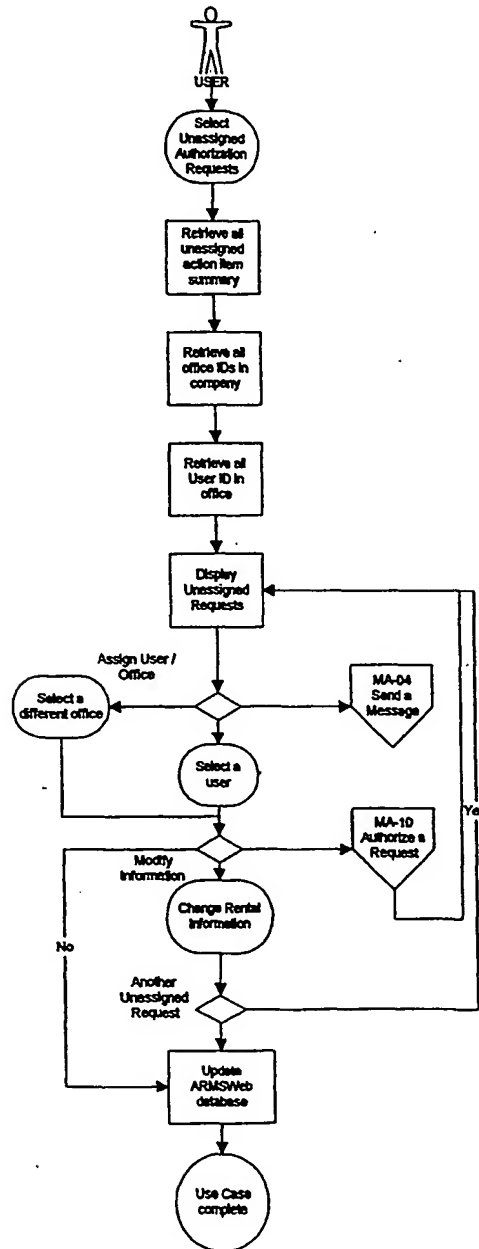 USER
Select
Unassigned
Authorization
Requests
Retrieve all
unassigned
action item
summary
Retrieve all
office IDs in
company
Retrieve all
User ID in
office
Display
Unassigned
Requests
Assign User /
Office
Select a
different office
MA-04
Send a
Message
Select a
user
Yes
MA-10
Authorize a
Request
Modify
Information
Change Rental
Information
No
Another
Unassigned
Request
Update
ARMSWeb
database
Use Case
complete